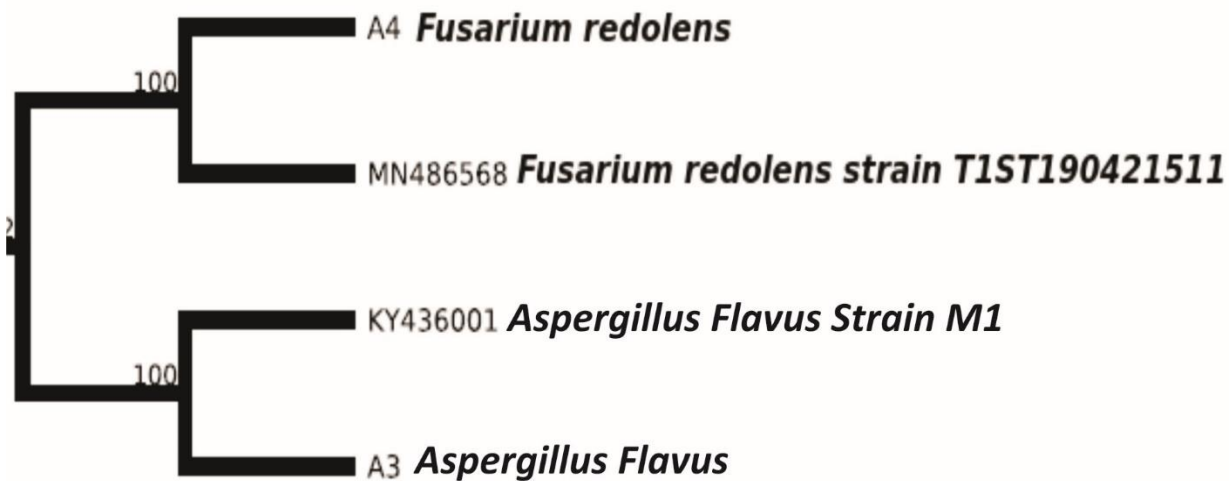 A4 Fusarium redolens
100
MN486568 Fusarium redolens strain T1ST190421511
KY436001 Aspergillus Flavus Strain M1
100
A3 Aspergillus Flavus